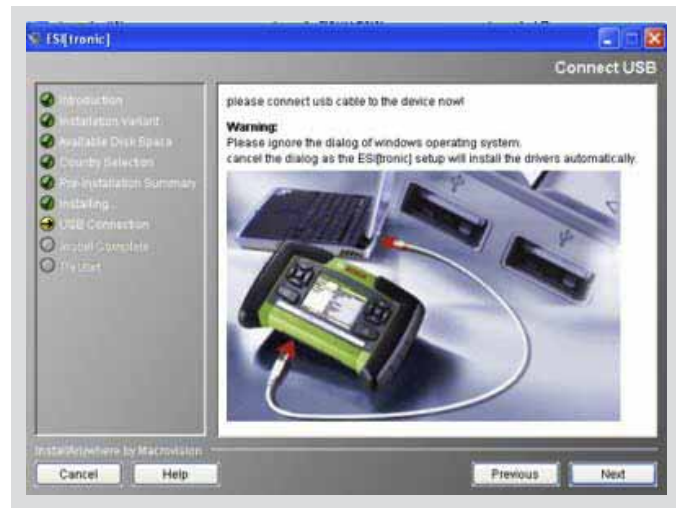 ESI[tronic]
Connect USB
Introduction
Installation Variant
Available Disk Space
Country Selection
Pre-Installation Summary
Installing...
USB Connection
Install Complete
please connect usb cable to the device now!
Warning:
Please ignore the dialog of windows operating system.
cancel the dialog as the ESI[tronic] setup will install the drivers automatically.
InstallAnywhere by Macrovision
Cancel
Help
Previous
Next